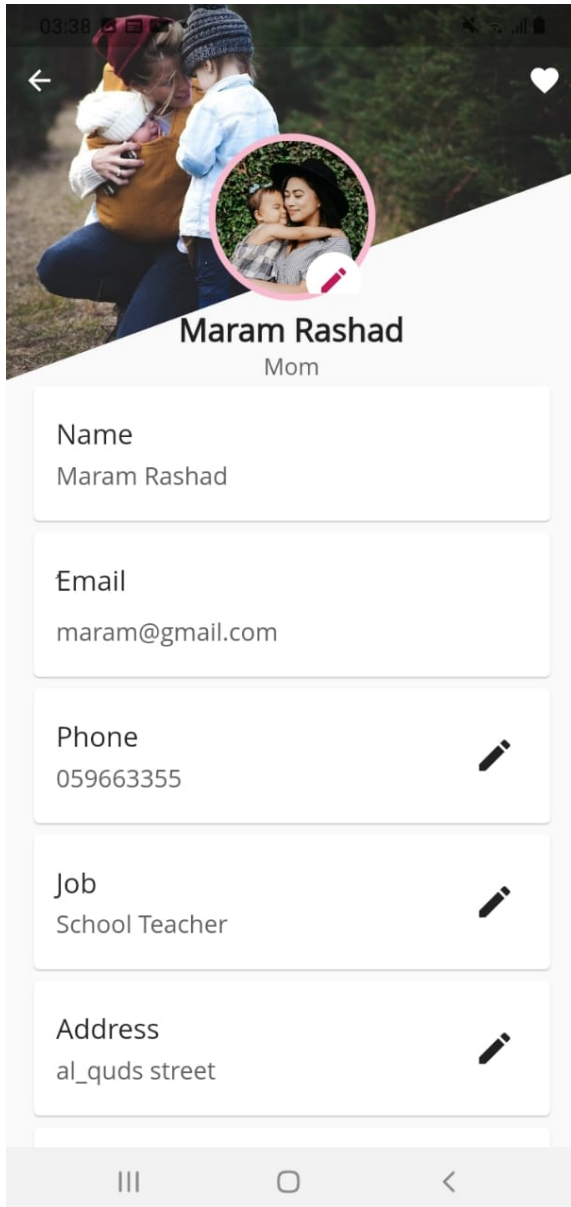 03:38
Maram Rashad
Mom
Name
Maram Rashad
Email
maram@gmail.com
Phone
059663355
Job
School Teacher
Address
al_quds street